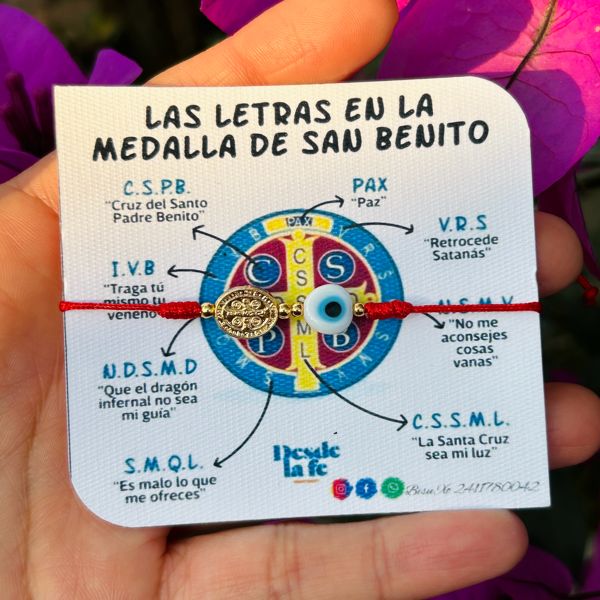 LAS LETRAS EN LA
MEDALLA DE SAN BENITO
C.S.P.B.
"Cruz del Santo
Padre Benito"
PAX
"Paz"
V.R.S
"Retrocede
Satanás"
I.V.B
"Traga tú
mismo tu
veneno"
N.S.M.V.
"No me
aconsejes
cosas
vanas"
N.D.S.M.D
"Que el dragón
infernal no sea
mi guía"
C.S.S.M.L.
"La Santa Cruz
sea mi luz"
S.M.Q.L.
"Es malo lo que
me ofreces"
PAX
V R S
B
C S
C
S
S
M
L
P B
S M V
Desde
la fe
2411780042